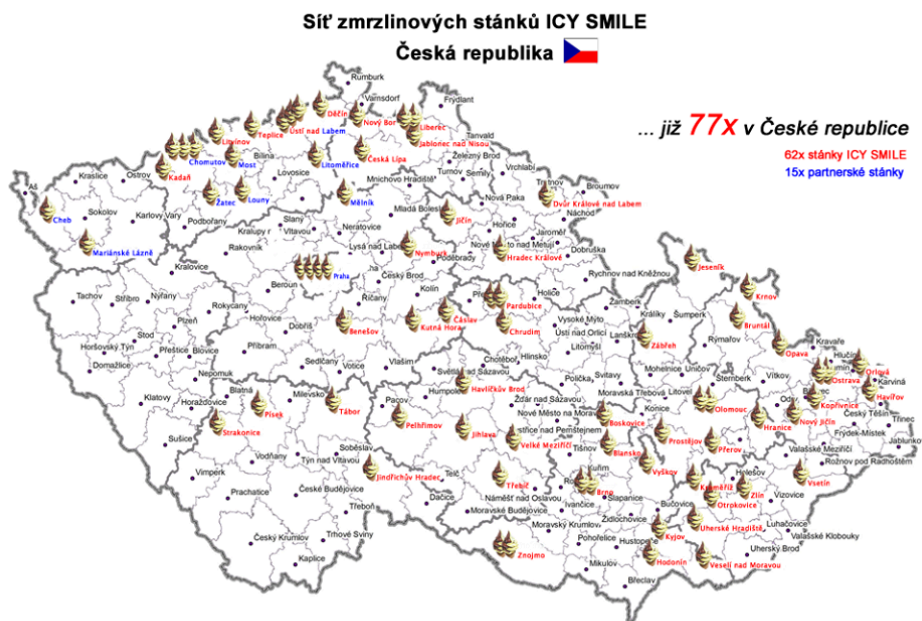 Síť zmrzlinových stánků ICY SMILE
Česká republika
... již 77x v České republice
62x stánky ICY SMILE
15x partnerské stánky
Rumburk
Varnsdorf
Frýdlant
Děčín
Nový Bor
Liberec
Ústí nad Labem
Teplice
Litvínov
Jablonec nad Nisou
Tanvald
Chomutov
Most
Bílina
Litoměřice
Česká Lípa
Železný Brod
Kadaň
Lovosice
Turnov
Semily
Vrchlabí
Mnichovo Hradiště
Kraslice
Ostrov
Aš
Trutnov
Broumov
Žatec
Louny
Mělník
Nová Paka
Dvůr Králové nad Labem
Cheb
Sokolov
Karlovy Vary
Podbořany
Slaný
Mladá Boleslav
Jičín
Hořice
Náchod
Kralupy nad Vltavou
Neratovice
Jaroměř
Rakovník
Lysá nad Labem
Nymburk
Nové Město nad Metují
Dobruška
Mariánské Lázně
Kralovice
Poděbrady
Hradec Králové
Jeseník
Beroun
Praha
Český Brod
Rychnov nad Kněžnou
Tachov
Stříbro
Nýřany
Rokycany
Říčany
Kolín
Holice
Pardubice
Žamberk
Krnov
Hořovice
Dobříš
Čáslav
Králíky
Šumperk
Plzeň
Benešov
Kutná Hora
Chrudim
Vysoké Mýto
Bruntál
Stod
Ústí nad Orlicí
Zábřeh
Rýmařov
Horšovský Týn
Přeštice
Blovice
Příbram
Litomyšl
Opava
Kravaře
Domažlice
Sedlčany
Votice
Vlašim
Chotěboř
Hlinsko
Mohelnice
Uničov
Nepomuk
Světlá nad Sázavou
Svitavy
Šternberk
Vítkov
Orlová
Blatná
Milevsko
Humpolec
Havlíčkův Brod
Polička
Moravská Třebová
Litovel
Ostrava
Karviná
Klatovy
Horažďovice
Písek
Tábor
Pacov
Žďár nad Sázavou
Konice
Olomouc
Kopřivnice
Havířov
Strakonice
Pelhřimov
Nové Město na Moravě
Boskovice
Hranice
Nový Jičín
Český Těšín
Třinec
Sušice
Soběslav
Jihlava
Velké Meziříčí
Prostějov
Přerov
Frýdek-Místek
Vodňany
Týn nad Vltavou
Tišnov
Blansko
Valašské Meziříčí
Rožnov pod Radhoštěm
Vimperk
Jindřichův Hradec
Telč
Třebíč
Kuřim
Vyškov
Vsetín
Prachatice
České Budějovice
Dačice
Náměšť nad Oslavou
Brno
Kroměříž
Zlín
Třeboň
Ivančice
Slapanice
Bučovice
Otrpkovice
Vizovice
Moravské Budějovice
Židochovice
Trhové Sviny
Moravský Krumlov
Uherské Hradiště
Luhačovice
Český Krumlov
Pohořelice
Hustopeče
Kyjov
Valašské Klobouky
Kaplice
Znojmo
Mikulov
Hodonín
Veselí nad Moravou
Uherský Brod
Břeclav